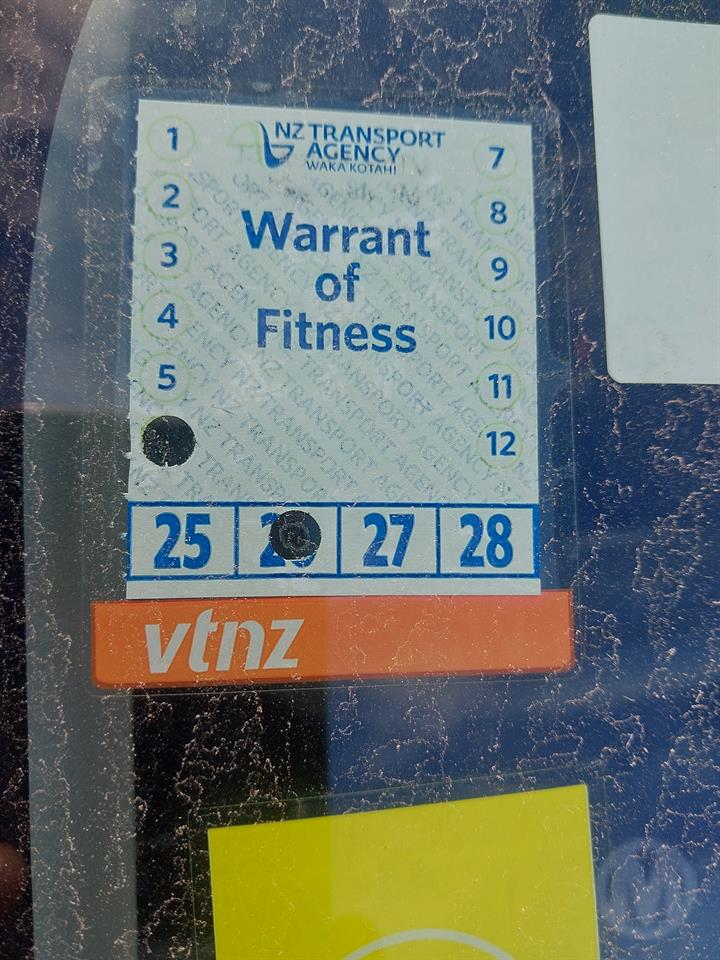 NZ TRANSPORT
AGENCY
WAKA KOTAHI
1
2
3
4
5
7
8
9
10
11
12
Warrant
of
Fitness
25
27
28
vtnz